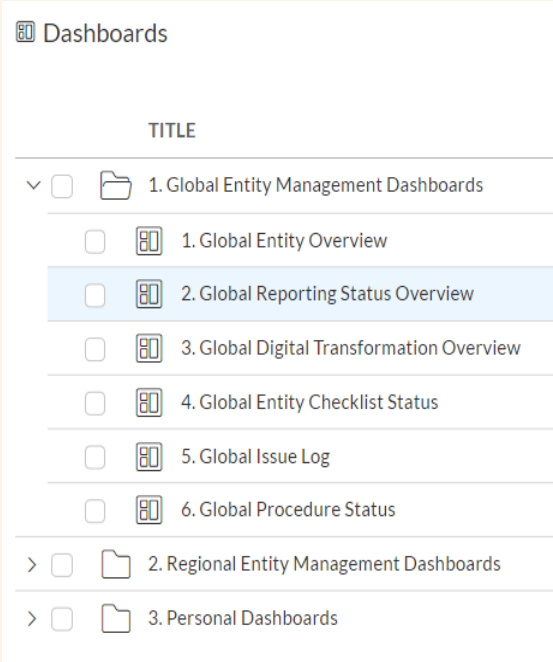 Dashboards
TITLE
1. Global Entity Management Dashboards
1. Global Entity Overview
2. Global Reporting Status Overview
3. Global Digital Transformation Overview
4. Global Entity Checklist Status
5. Global Issue Log
6. Global Procedure Status
2. Regional Entity Management Dashboards
3. Personal Dashboards